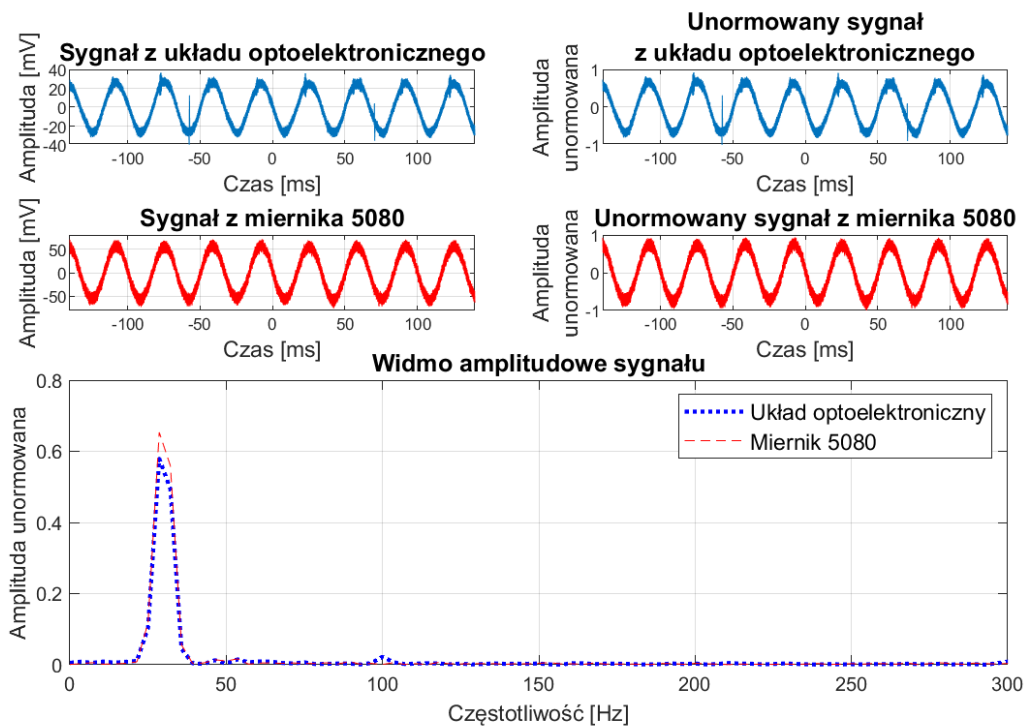 Sygnał z układu optoelektronicznego
Amplituda [mV]
40
20
0
-20
-40
-100
-50
0
50
100
Czas [ms]
Unormowany sygnał
z układu optoelektronicznego
Amplituda
unormowana
1
0
-1
-100
-50
0
50
100
Czas [ms]
Sygnał z miernika 5080
Amplituda [mV]
50
0
-50
-100
-50
0
50
100
Czas [ms]
Unormowany sygnał z miernika 5080
Amplituda
unormowana
1
0
-1
-100
-50
0
50
100
Czas [ms]
Widmo amplitudowe sygnału
Amplituda unormowana
0.8
0.6
0.4
0.2
0
Układ optoelektroniczny
Miernik 5080
0
50
100
150
200
250
300
Częstotliwość [Hz]